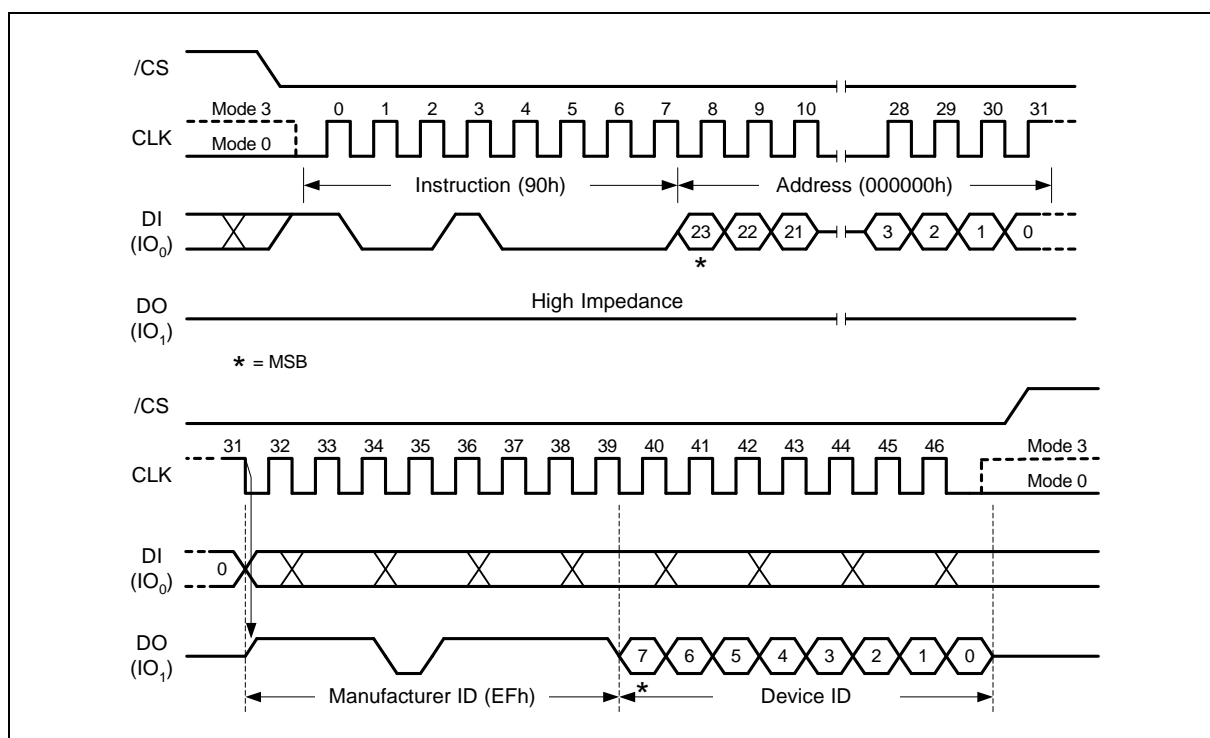 /CS
0 1 2 3 4 5 6 7 8 9 10 28 29 30 31
Mode 3
CLK
Mode 0
Instruction (90h) Address (000000h)
DI
(IO0)
23 22 21 3 2 1 0
*
High Impedance
DO
(IO1)
* = MSB
/CS
31 32 33 34 35 36 37 38 39 40 41 42 43 44 45 46
Mode 3
CLK
Mode 0
DI
(IO0)
0
DO
(IO1)
7 6 5 4 3 2 1 0
*
Manufacturer ID (EFh) Device ID